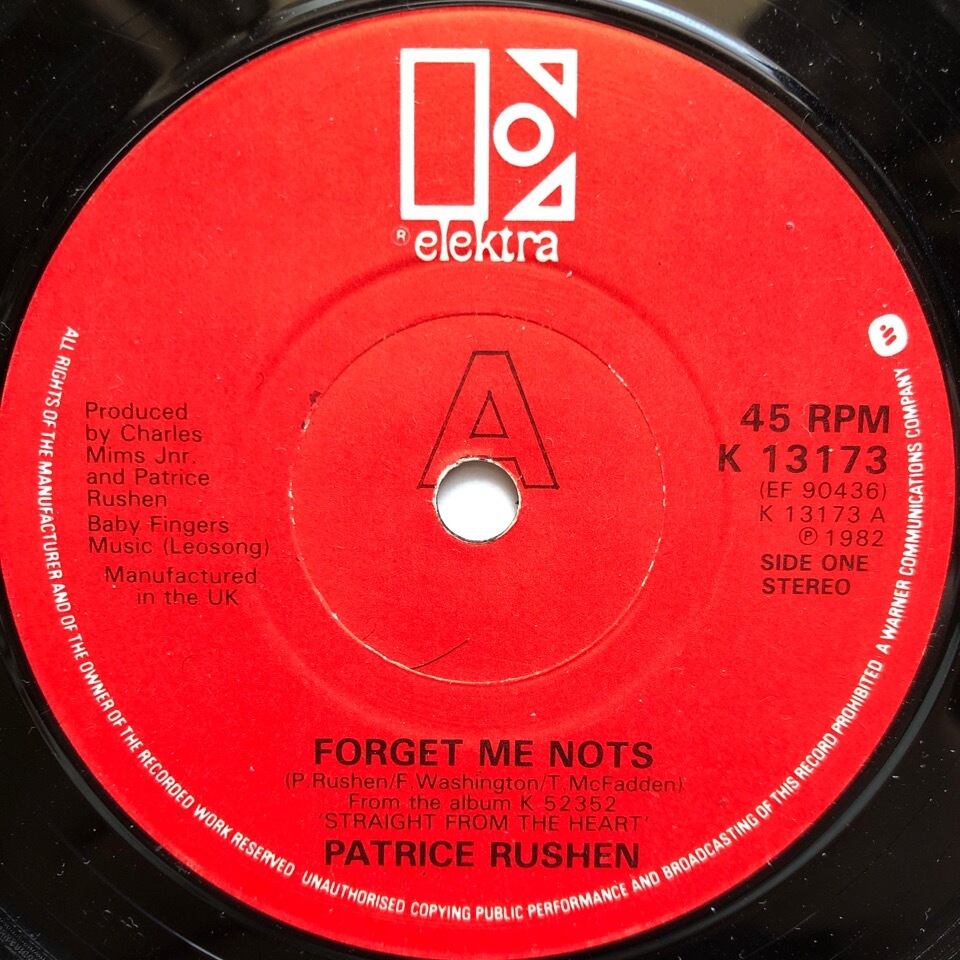 ® elektra
A
Produced
by Charles
Mims Jnr.
and Patrice
Rushen
Baby Fingers
Music (Leosong)
Manufactured
in the UK
45 RPM
K 13173
(EF 90436)
K 13173 A
℗ 1982
SIDE ONE
STEREO
FORGET ME NOTS
(P. Rushen/F. Washington/T. McFadden)
From the album K 52352
'STRAIGHT FROM THE HEART'
PATRICE RUSHEN
ALL RIGHTS OF THE MANUFACTURER AND OF THE OWNER OF THE RECORDED WORK RESERVED UNAUTHORISED COPYING PUBLIC PERFORMANCE AND BROADCASTING OF THIS RECORD PROHIBITED A WARNER COMMUNICATIONS COMPANY